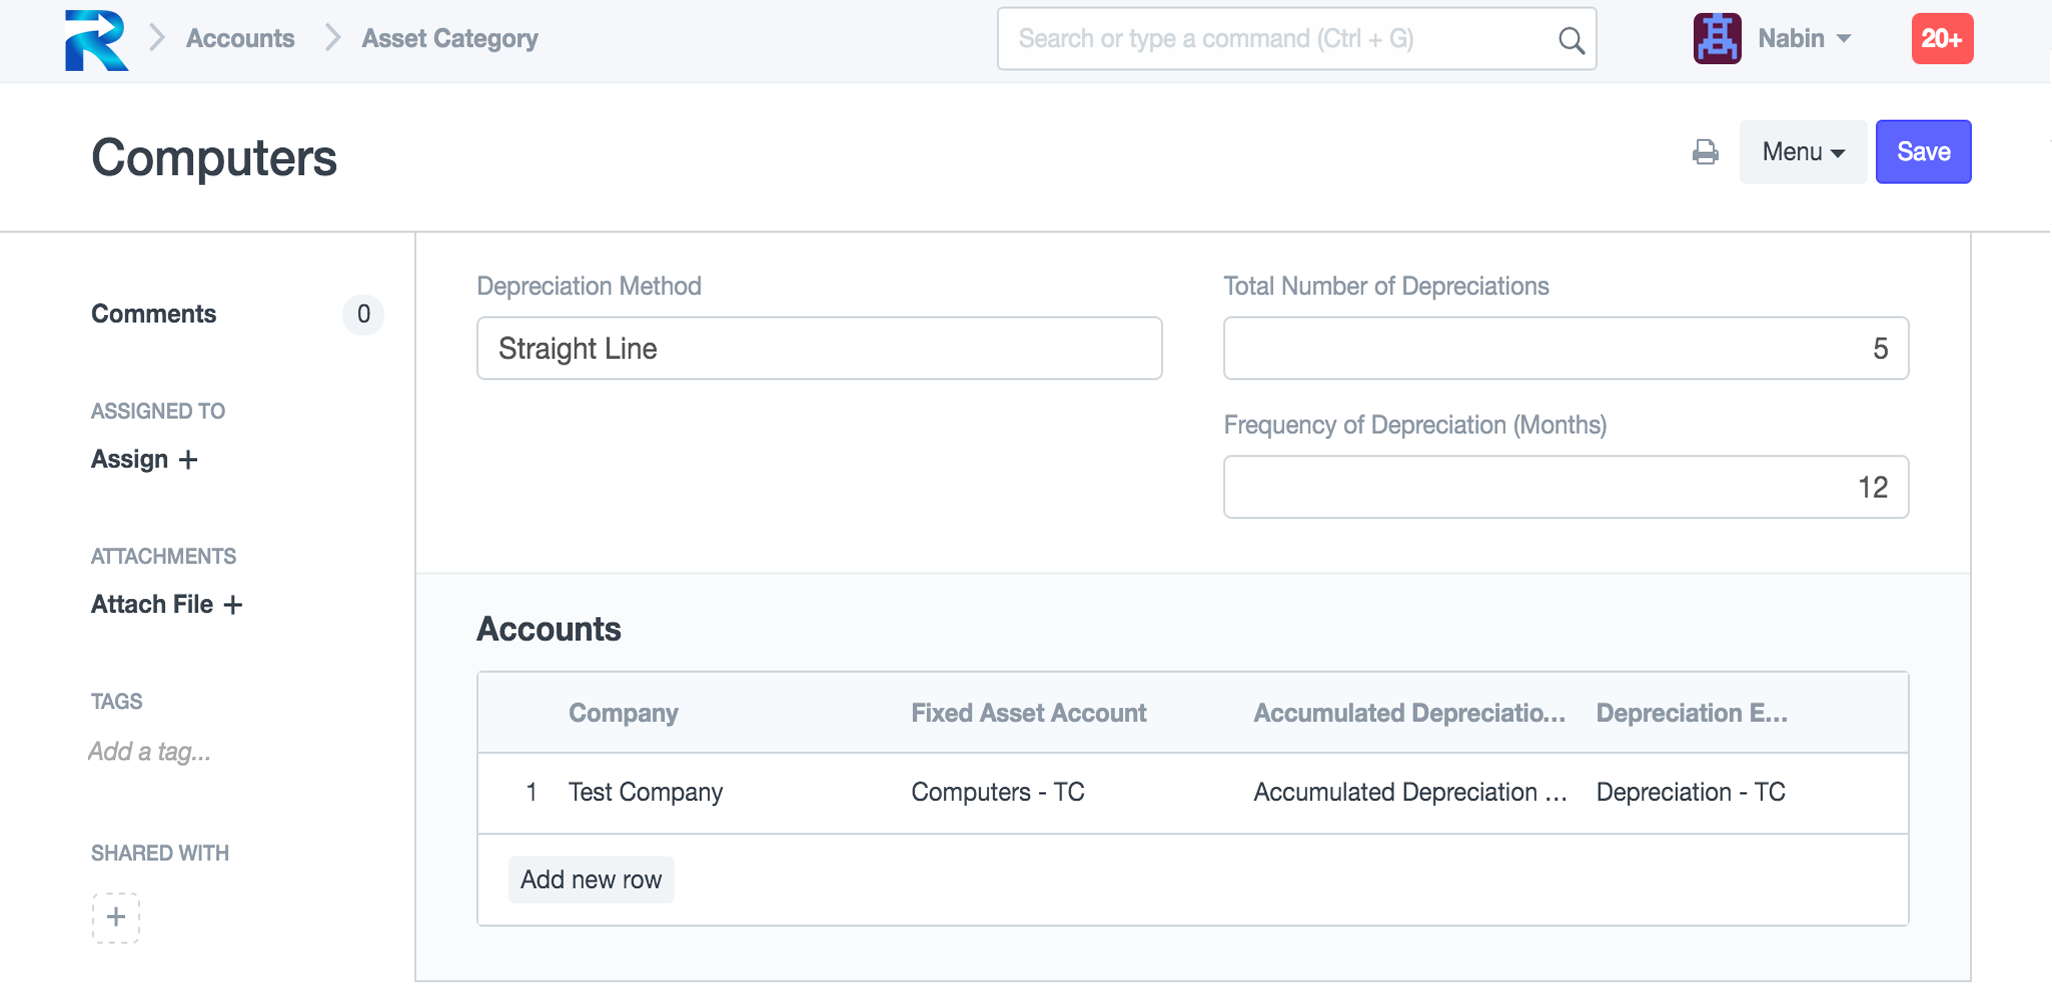 Accounts
Asset Category
Search or type a command (Ctrl + G)
Nabin
20+
Computers
Menu
Save
Comments 0
ASSIGNED TO
Assign +
ATTACHMENTS
Attach File +
TAGS
Add a tag...
SHARED WITH
+
Depreciation Method
Straight Line
Total Number of Depreciations
5
Frequency of Depreciation (Months)
12
Accounts
Company Fixed Asset Account Accumulated Depreciatio... Depreciation E...
1 Test Company Computers - TC Accumulated Depreciation ... Depreciation - TC
Add new row